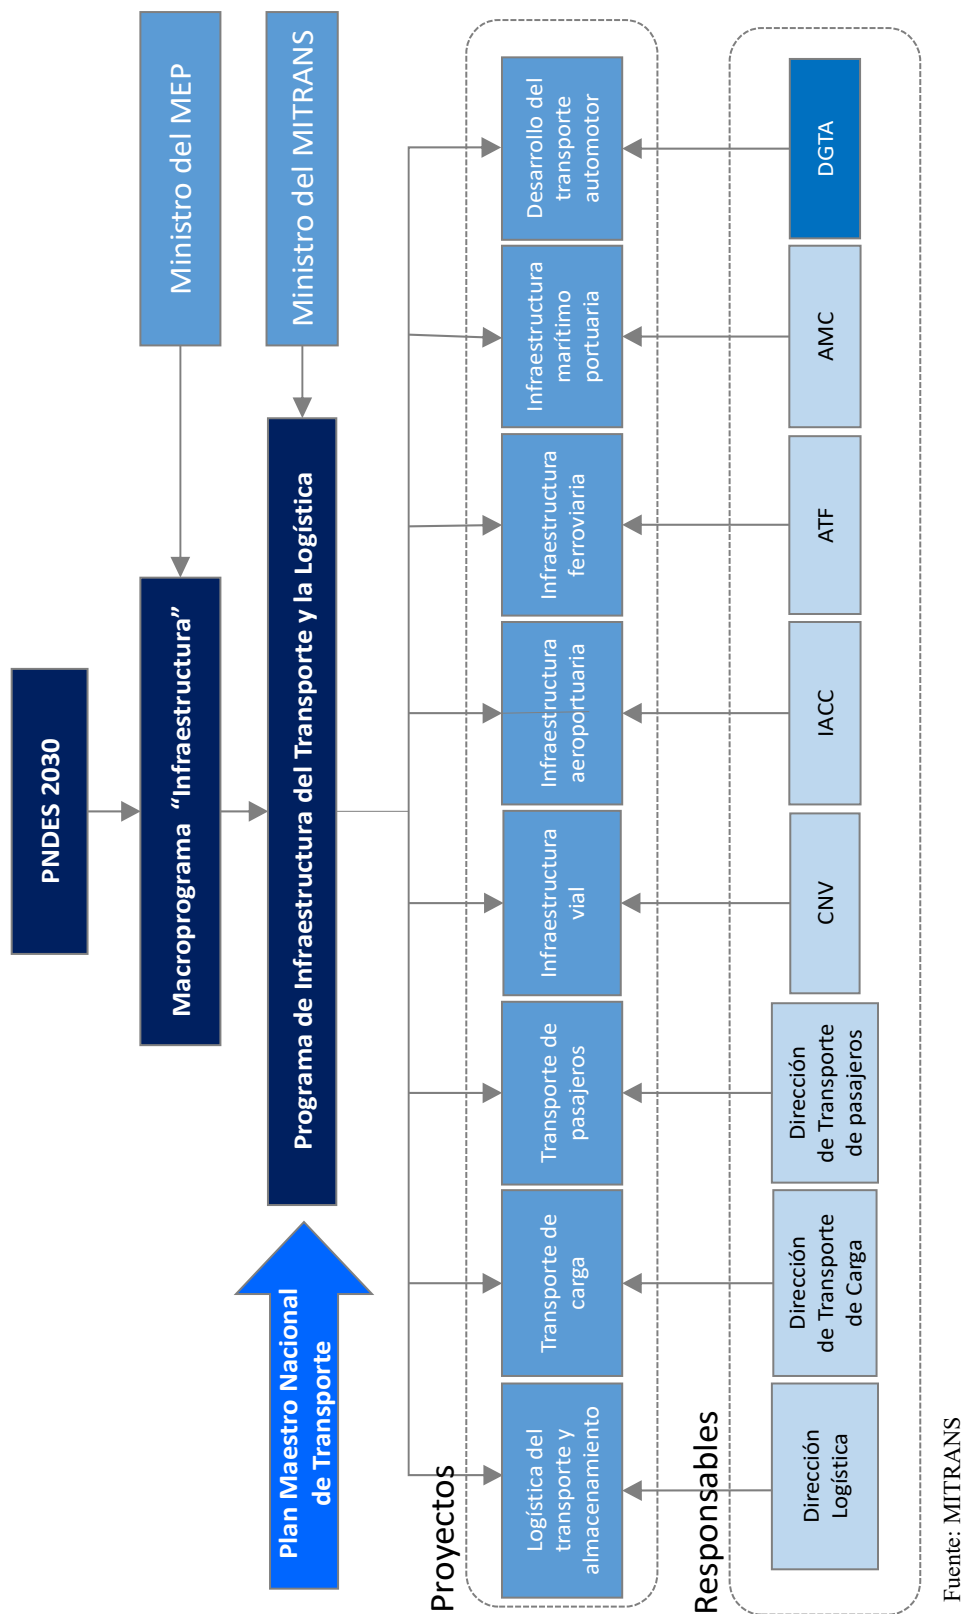 PNDES 2030
Macroprograma "Infraestructura"
Ministro del MEP
Plan Maestro Nacional
de Transporte
Programa de Infraestructura del Transporte y la Logística
Ministro del MITRANS
Proyectos
Logística del
transporte y
almacenamiento
Transporte de
carga
Transporte de
pasajeros
Infraestructura
vial
Infraestructura
aeroportuaria
Infraestructura
ferroviaria
Infraestructura
marítimo
portuaria
Desarrollo del
transporte
automotor
Responsables
Dirección
Logística
Dirección
de Transporte
de Carga
Dirección
de Transporte
de pasajeros
CNV
IACC
ATF
AMC
DGTA
Fuente: MITRANS